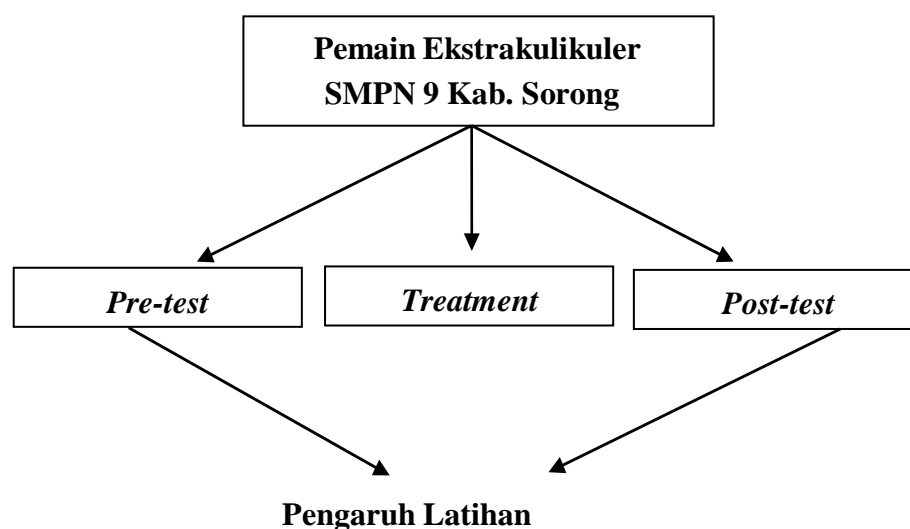 Pemain Ekstrakulikuler
SMPN 9 Kab. Sorong
Pre-test
Treatment
Post-test
Pengaruh Latihan